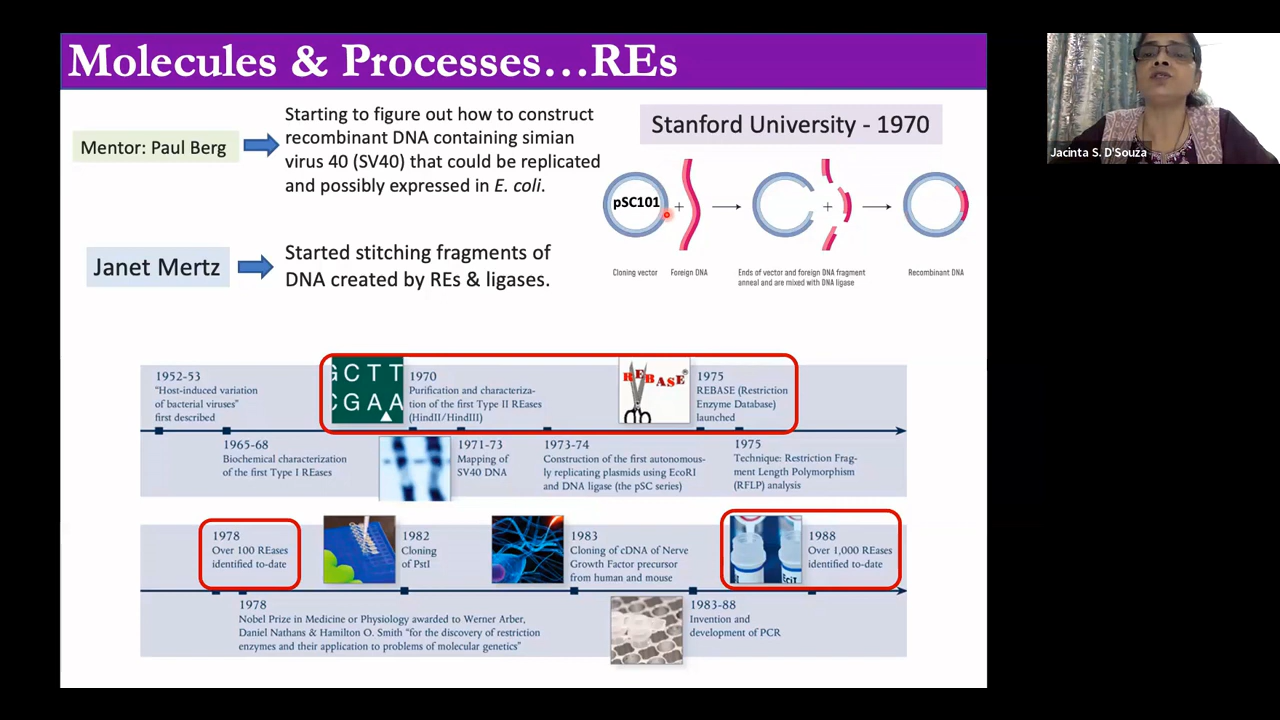 Molecules & Processes...REs
Mentor: Paul Berg
Starting to figure out how to construct
recombinant DNA containing simian
virus 40 (SV40) that could be replicated
and possibly expressed in E. coli.
Stanford University - 1970
pSC101
+
+
Cloning vector
Foreign DNA
Ends of vector and foreign DNA fragment
anneal and are mixed with DNA ligase
Recombinant DNA
Janet Mertz
Started stitching fragments of
DNA created by REs & ligases.
1952-53
"Host-induced variation
of bacterial viruses"
first described
GCTT
CGAA
1970
Purification and characteriza-
tion of the first Type II REases
(HindII/HindIII)
REBASE
1975
REBASE (Restriction
Enzyme Database)
launched
1965-68
Biochemical characterization
of the first Type I REases
1971-73
Mapping of
SV40 DNA
1973-74
Construction of the first autonomous-
ly replicating plasmids using EcoRI
and DNA ligase (the pSC series)
1975
Technique: Restriction Frag-
ment Length Polymorphism
(RFLP) analysis
1978
Over 100 REases
identified to-date
1982
Cloning
of PstI
1983
Cloning of cDNA of Nerve
Growth Factor precursor
from human and mouse
1988
Over 1,000 REases
identified to-date
1978
Nobel Prize in Medicine or Physiology awarded to Werner Arber,
Daniel Nathans & Hamilton O. Smith "for the discovery of restriction
enzymes and their application to problems of molecular genetics"
1983-88
Invention and
development of PCR
Jacinta S. D'Souza